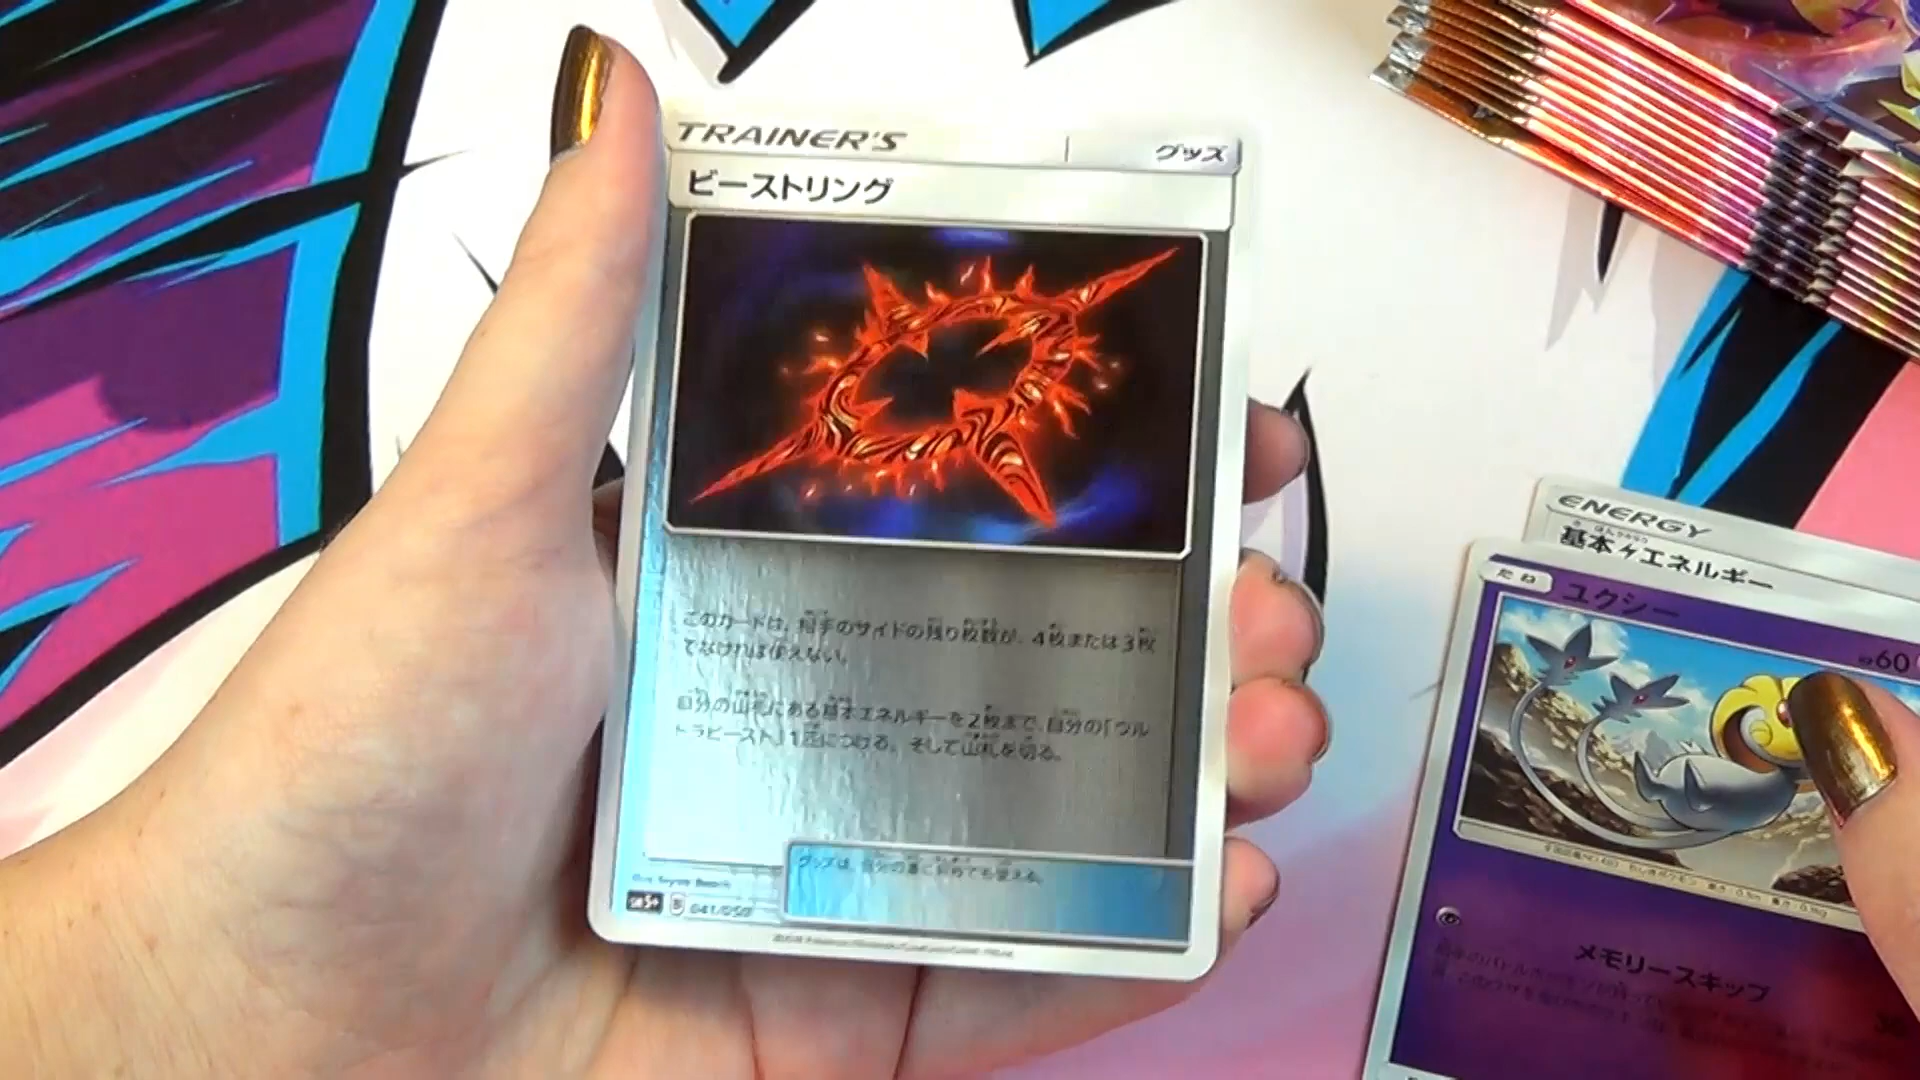 TRAINER'S
グッズ
ビーストリング
このカードは、相手のサイドの残り枚数が、4枚または3枚
でなければ使えない。
自分の山札にある基本エネルギーを2枚まで、自分の「ウル
トラビースト」1匹につける。そして山札を切る。
グッズは、自分の番に何枚でも使える。
SM5+
041/050
ENERGY
基本 エネルギー
たね
ユクシー
HP60
メモリースキップ